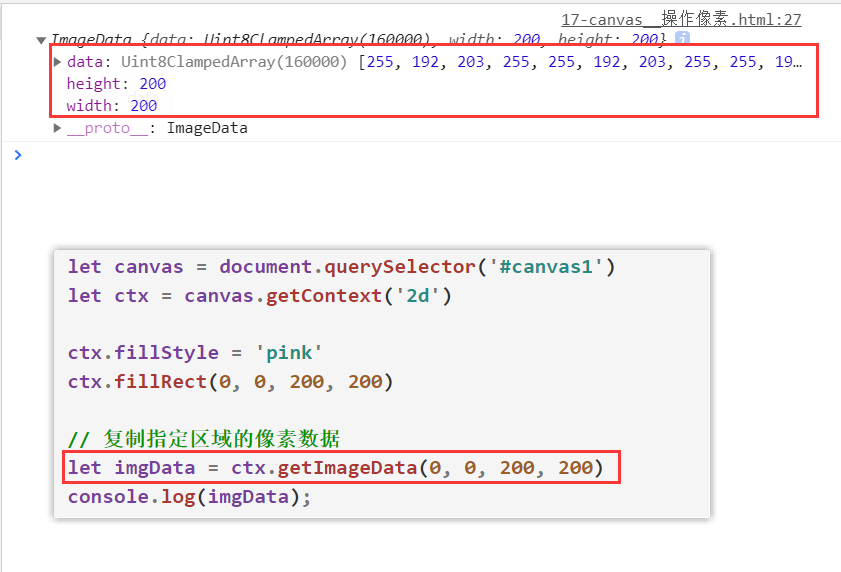 17-canvas__操作像素.html:27
ImageData {data: Uint8ClampedArray(160000), width: 200, height: 200}
data: Uint8ClampedArray(160000) [255, 192, 203, 255, 255, 192, 203, 255, 255, 19…
height: 200
width: 200
__proto__: ImageData
let canvas = document.querySelector('#canvas1')
let ctx = canvas.getContext('2d')
ctx.fillStyle = 'pink'
ctx.fillRect(0, 0, 200, 200)
// 复制指定区域的像素数据
let imgData = ctx.getImageData(0, 0, 200, 200)
console.log(imgData);